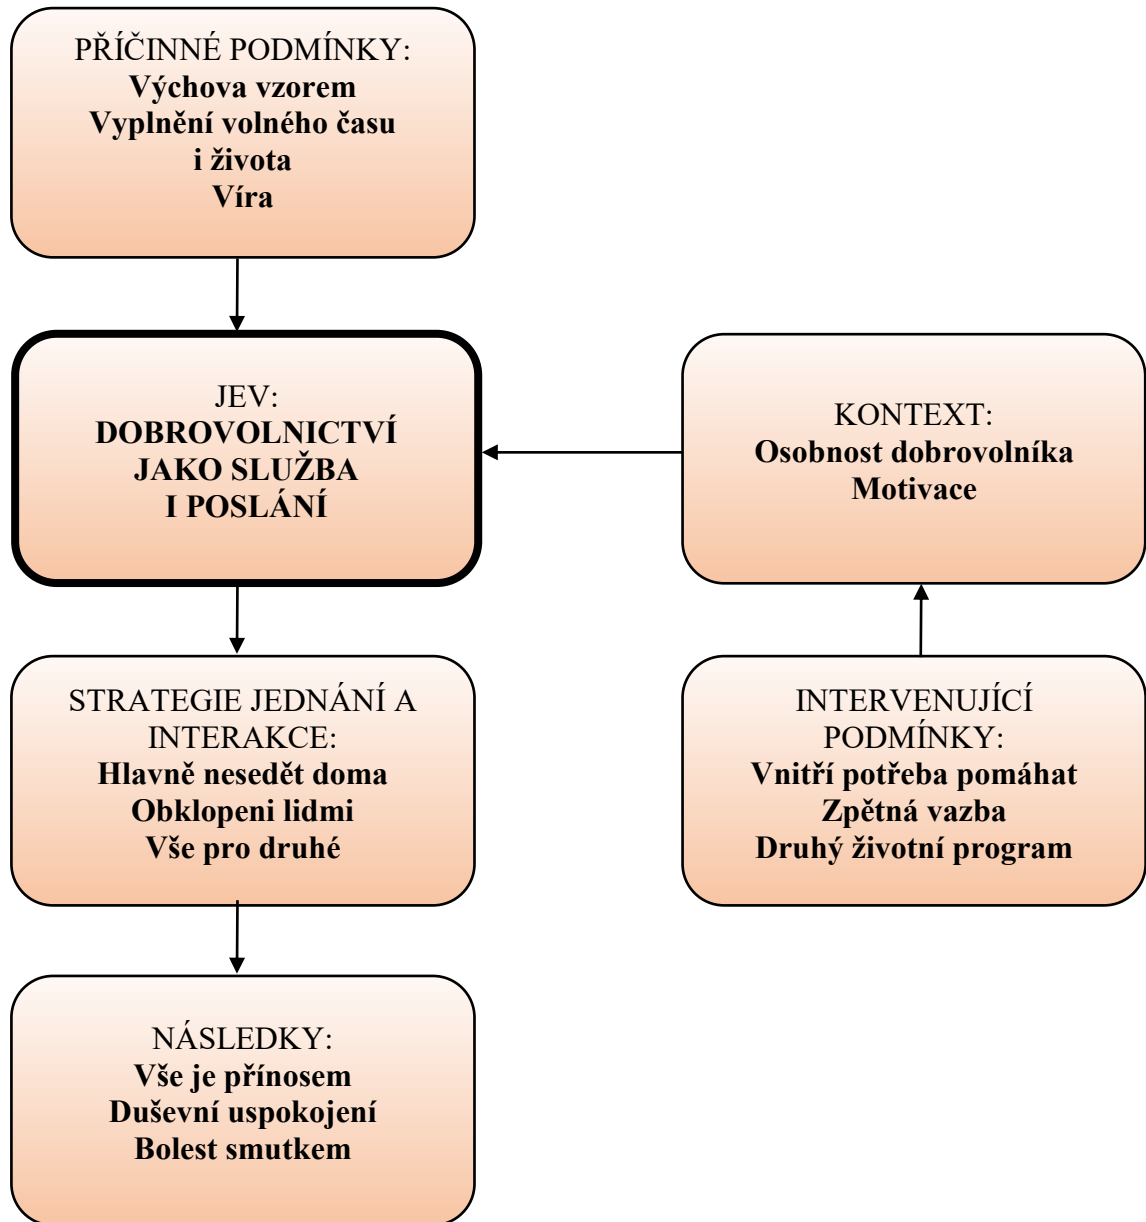 PŘÍČINNÉ PODMÍNKY:
Výchova vzorem
Vyplnění volného času
i života
Víra
JEV:
DOBROVOLNICTVÍ
JAKO SLUŽBA
I POSLÁNÍ
KONTEXT:
Osobnost dobrovolníka
Motivace
STRATEGIE JEDNÁNÍ A
INTERAKCE:
Hlavně nesedět doma
Obklopeni lidmi
Vše pro druhé
INTERVENUJÍCÍ
PODMÍNKY:
Vnitří potřeba pomáhat
Zpětná vazba
Druhý životní program
NÁSLEDKY:
Vše je přínosem
Duševní uspokojení
Bolest smutkem